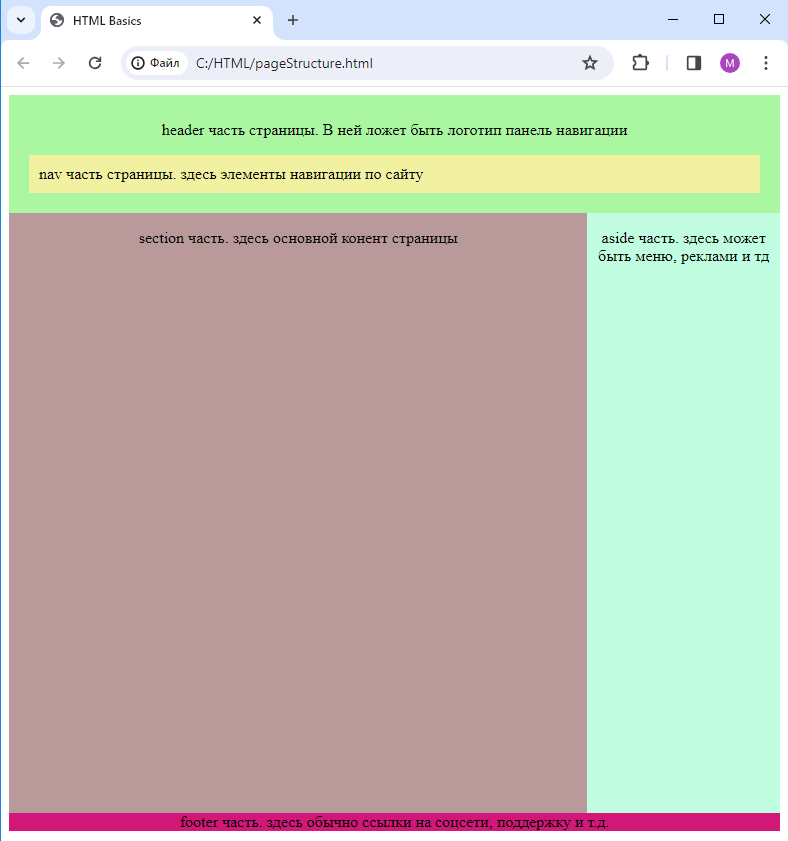 HTML Basics
Файл C:/HTML/pageStructure.html
M
header часть страницы. В ней ложет быть логотип панель навигации
nav часть страницы. здесь элементы навигации по сайту
section часть. здесь основной конент страницы
aside часть. здесь может
быть меню, реклами и тд
footer часть. здесь обычно ссылки на соцсети, поддержку и т.д.